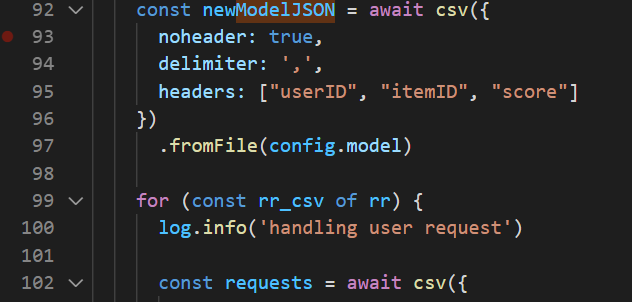 92 const newModelJSON = await csv({
93 noheader: true,
94 delimiter: ',',
95 headers: ["userID", "itemID", "score"]
96 })
97 .fromFile(config.model)
98
99 for (const rr_csv of rr) {
100 log.info('handling user request')
101
102 const requests = await csv({